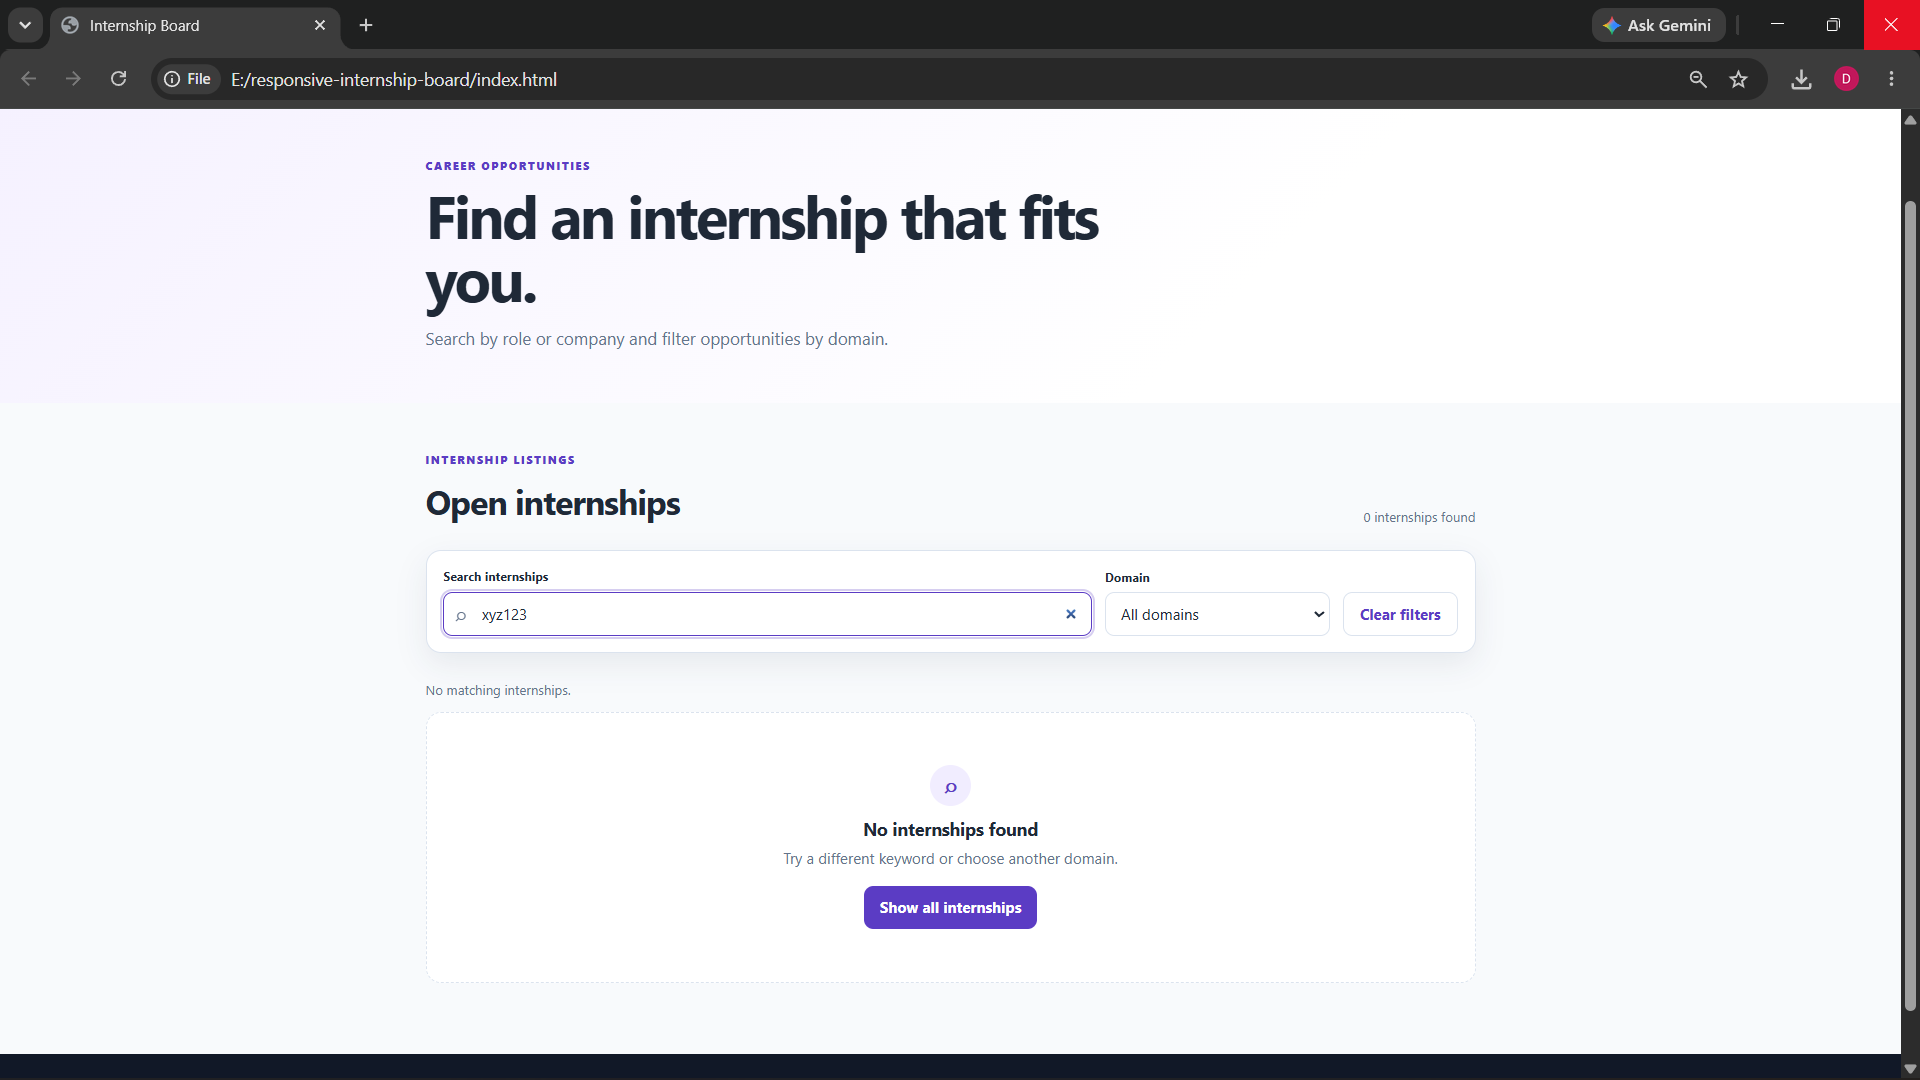 Internship Board
Ask Gemini
File
E:/responsive-internship-board/index.html
D
CAREER OPPORTUNITIES
Find an internship that fits
you.
Search by role or company and filter opportunities by domain.
INTERNSHIP LISTINGS
Open internships
0 internships found
Search internships
Domain
xyz123
All domains
Clear filters
No matching internships.
No internships found
Try a different keyword or choose another domain.
Show all internships